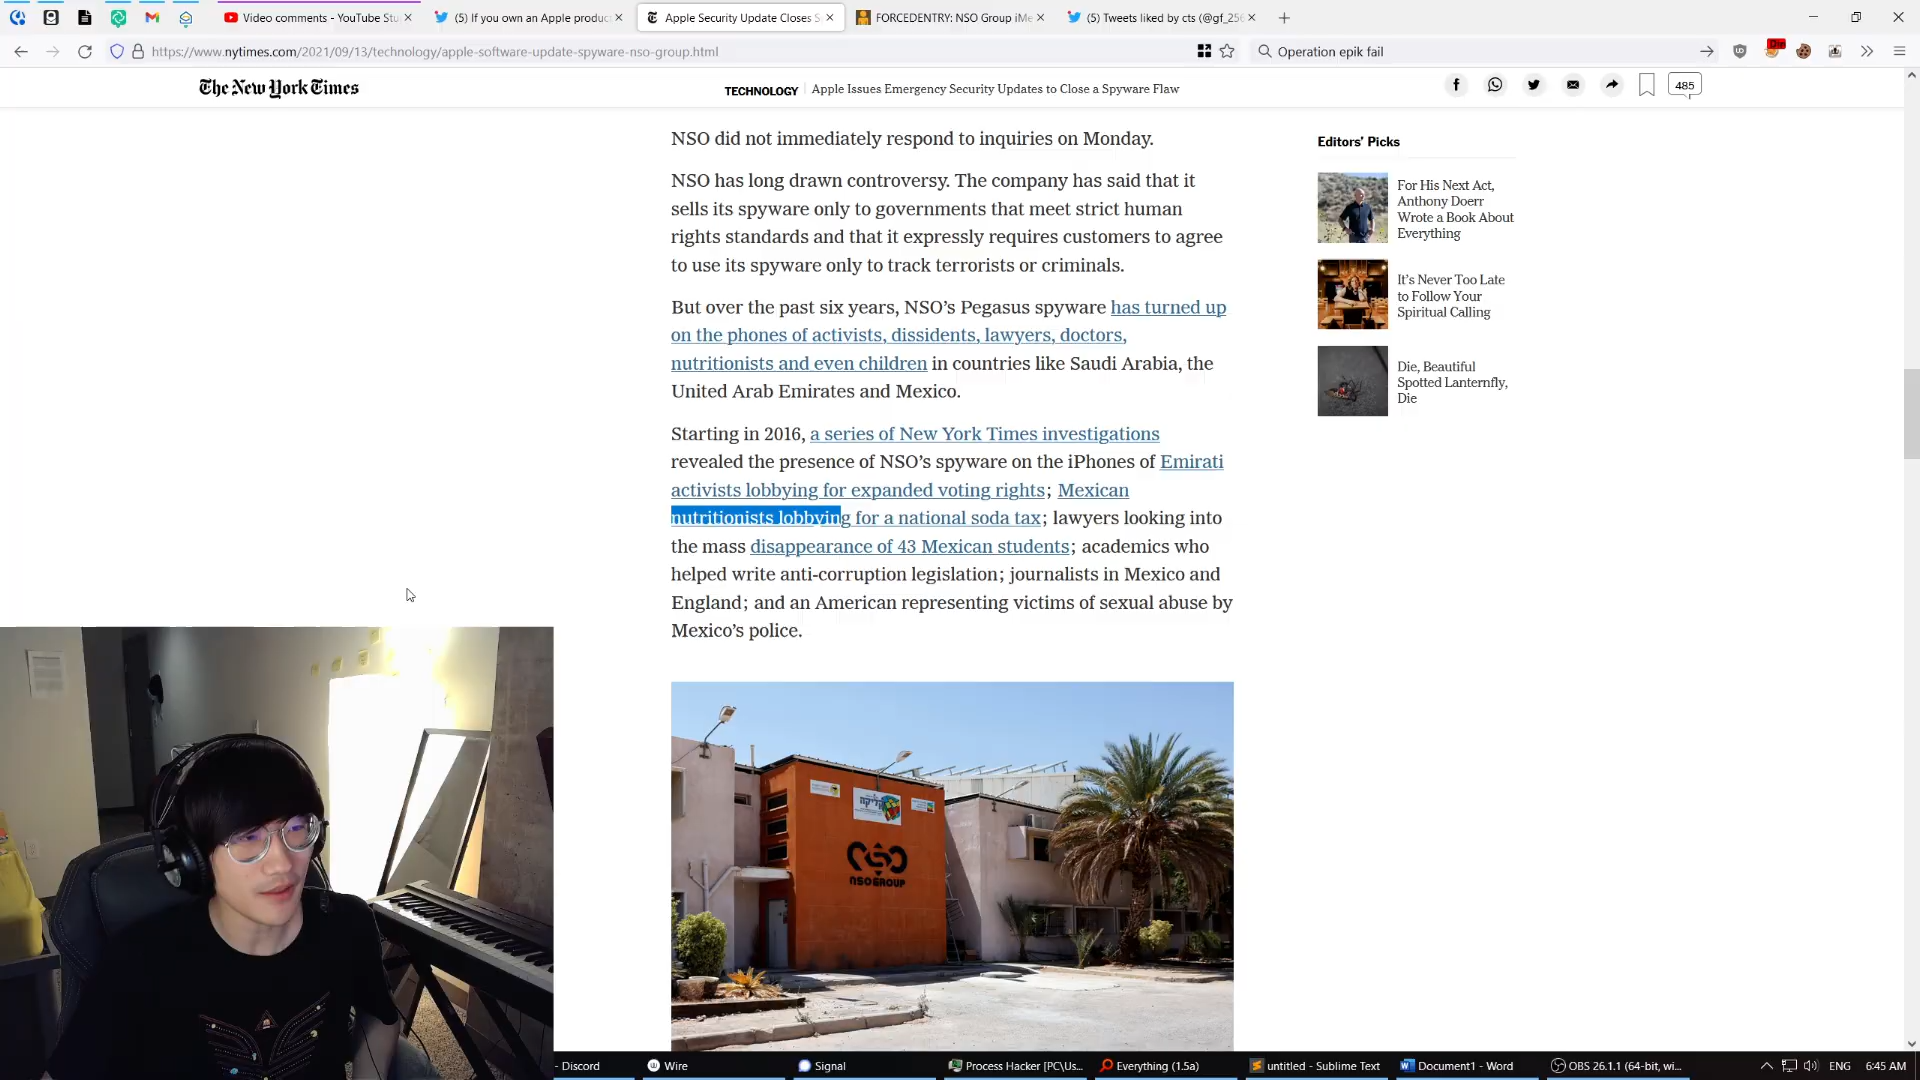 Video comments - YouTube Stu
(5) If you own an Apple produc
Apple Security Update Closes S
FORCEDENTRY: NSO Group iMe
(5) Tweets liked by cts (@gf_256
https://www.nytimes.com/2021/09/13/technology/apple-software-update-spyware-nso-group.html
Operation epik fail
The New York Times
TECHNOLOGY | Apple Issues Emergency Security Updates to Close a Spyware Flaw
485
NSO did not immediately respond to inquiries on Monday.
NSO has long drawn controversy. The company has said that it
sells its spyware only to governments that meet strict human
rights standards and that it expressly requires customers to agree
to use its spyware only to track terrorists or criminals.
But over the past six years, NSO’s Pegasus spyware has turned up
on the phones of activists, dissidents, lawyers, doctors,
nutritionists and even children in countries like Saudi Arabia, the
United Arab Emirates and Mexico.
Starting in 2016, a series of New York Times investigations
revealed the presence of NSO’s spyware on the iPhones of Emirati
activists lobbying for expanded voting rights; Mexican
nutritionists lobbying for a national soda tax; lawyers looking into
the mass disappearance of 43 Mexican students; academics who
helped write anti-corruption legislation; journalists in Mexico and
England; and an American representing victims of sexual abuse by
Mexico’s police.
Editors’ Picks
For His Next Act,
Anthony Doerr
Wrote a Book About
Everything
It’s Never Too Late
to Follow Your
Spiritual Calling
Die, Beautiful
Spotted Lanternfly,
Die
NSO GROUP
- Discord
Wire
Signal
Process Hacker [PC\Us...
Everything (1.5a)
untitled - Sublime Text
Document1 - Word
OBS 26.1.1 (64-bit, wi...
ENG
6:45 AM